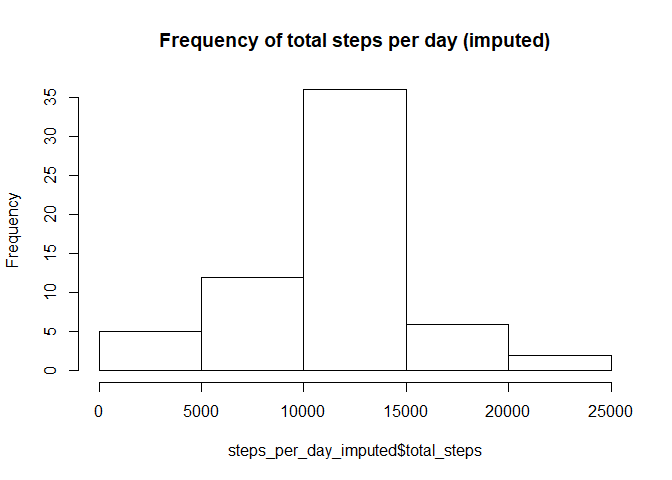 Frequency of total steps per day (imputed)
Frequency
35
30
25
20
15
10
5
0
0 5000 10000 15000 20000 25000
steps_per_day_imputed$total_steps